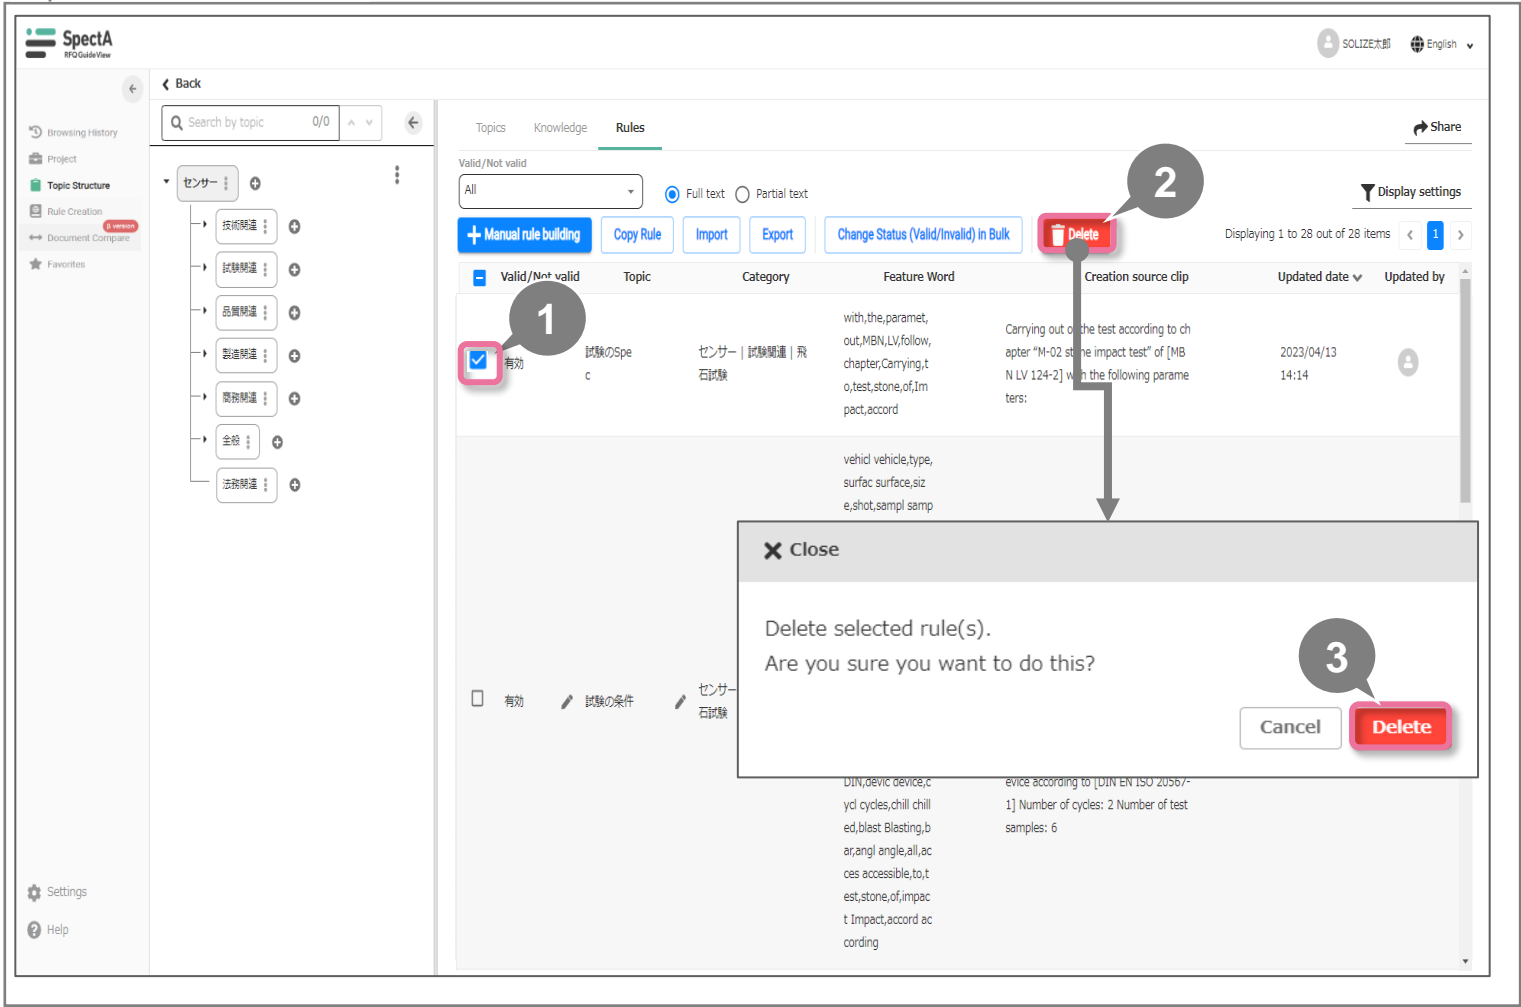 SpectA
RFQ GuideView
SOLIZE太郎
English
Back
Browsing History
Project
Topic Structure
Rule Creation
β version
Document Compare
Favorites
Settings
Help
Search by topic 0/0
センサー
技術関連
試験関連
品質関連
製造関連
商務関連
全般
法務関連
Topics Knowledge Rules
Share
Valid/Not valid
All
Full text Partial text
Display settings
2
Manual rule building Copy Rule Import Export Change Status (Valid/Invalid) in Bulk Delete
Displaying 1 to 28 out of 28 items 1
Valid/Not valid Topic Category Feature Word Creation source clip Updated date Updated by
1
有効
試験のSpe
c
センサー | 試験関連 | 飛
石試験
with,the,paramet,
out,MBN,LV,follow,
chapter,Carrying,t
o,test,stone,of,Im
pact,accord
Carrying out of the test according to ch
apter “M-02 stone impact test” of [MB
N LV 124-2] with the following parame
ters:
2023/04/13
14:14
有効
試験の条件
センサー
石試験
vehicl vehicle,type,
surfac surface,siz
e,shot,sampl samp
DIN,devic device,c
ycl cycles,chill chill
ed,blast Blasting,b
ar,angl angle,all,ac
ces accessible,to,t
est,stone,of,impac
t Impact,accord ac
cording
evice according to [DIN EN ISO 20567-
1] Number of cycles: 2 Number of test
samples: 6
Close
Delete selected rule(s).
Are you sure you want to do this?
3
Cancel Delete